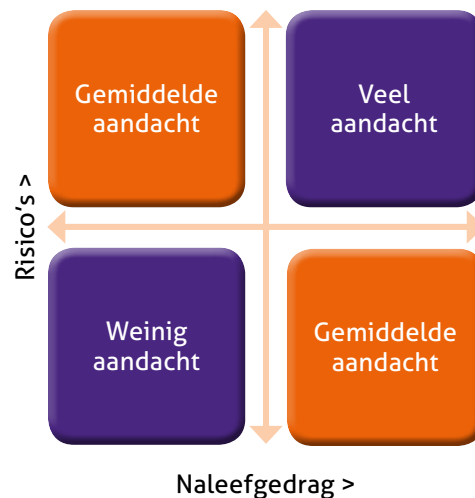 Gemiddelde
aandacht
Veel
aandacht
Risico's >
Weinig
aandacht
Gemiddelde
aandacht
Naleefgedrag >